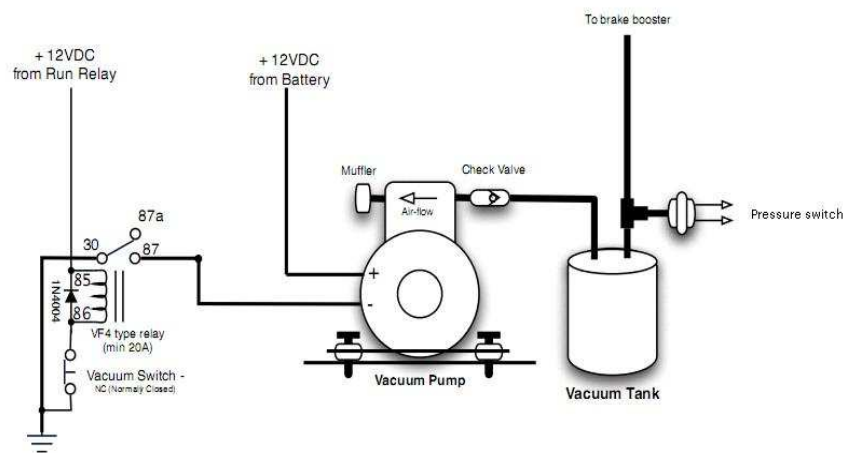 To brake booster
+ 12VDC
from Run Relay
+ 12VDC
from Battery
Muffler
Check Valve
Air-flow
Pressure switch
87a
30
87
85
1N4004
86
+
-
VF4 type relay
(min 20A)
Vacuum Switch -
NC (Normaly Closed)
Vacuum Pump
Vacuum Tank